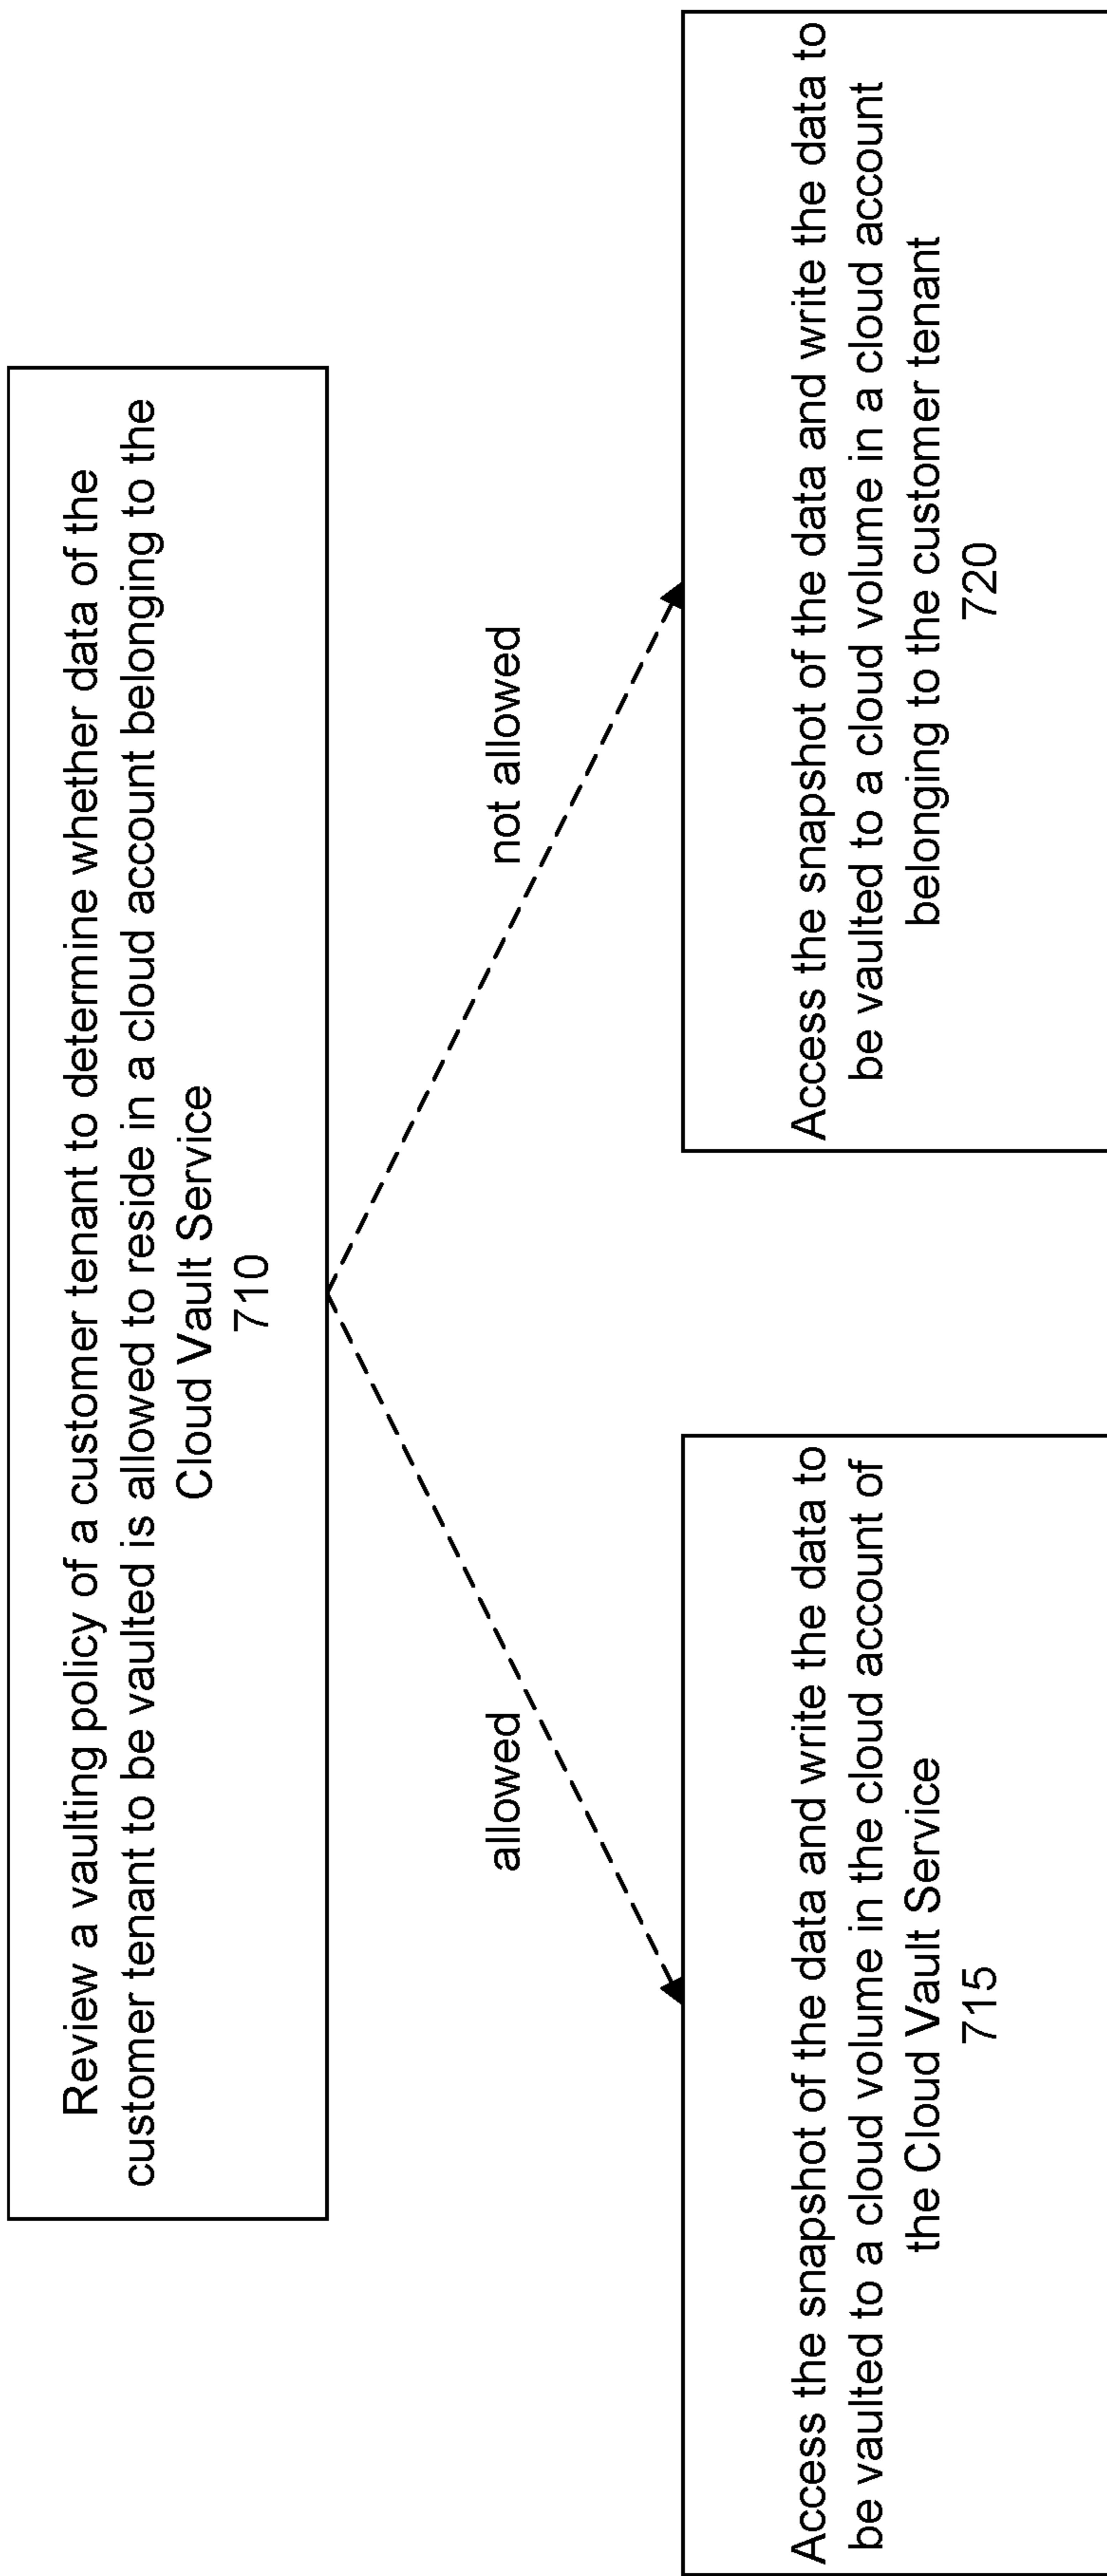 Review a vaulting policy of a customer tenant to determine whether data of the
customer tenant to be vaulted is allowed to reside in a cloud account belonging to the
Cloud Vault Service
710
allowed
not allowed
Access the snapshot of the data and write the data to
be vaulted to a cloud volume in the cloud account of
the Cloud Vault Service
715
Access the snapshot of the data and write the data to
be vaulted to a cloud volume in a cloud account
belonging to the customer tenant
720